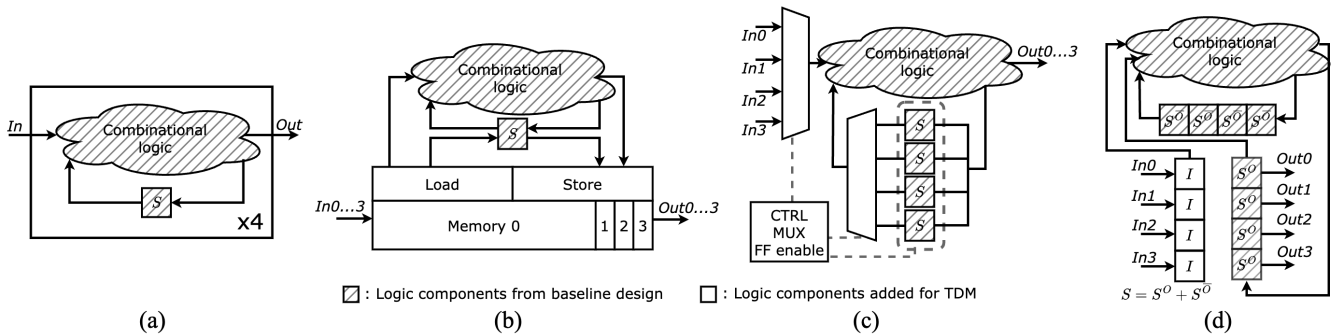 In
Combinational
logic
Out
S
x4
(a)
Combinational
logic
S
Load
Store
In0...3
Memory 0
1
2
3
Out0...3
(b)
In0
In1
In2
In3
Combinational
logic
Out0...3
S
S
S
S
CTRL
MUX
FF enable
(c)
Combinational
logic
S^Ō S^Ō S^Ō S^Ō
In0
In1
In2
In3
I
I
I
I
S^O
S^O
S^O
S^O
Out0
Out1
Out2
Out3
S = S^O + S^Ō
(d)
: Logic components from baseline design
: Logic components added for TDM